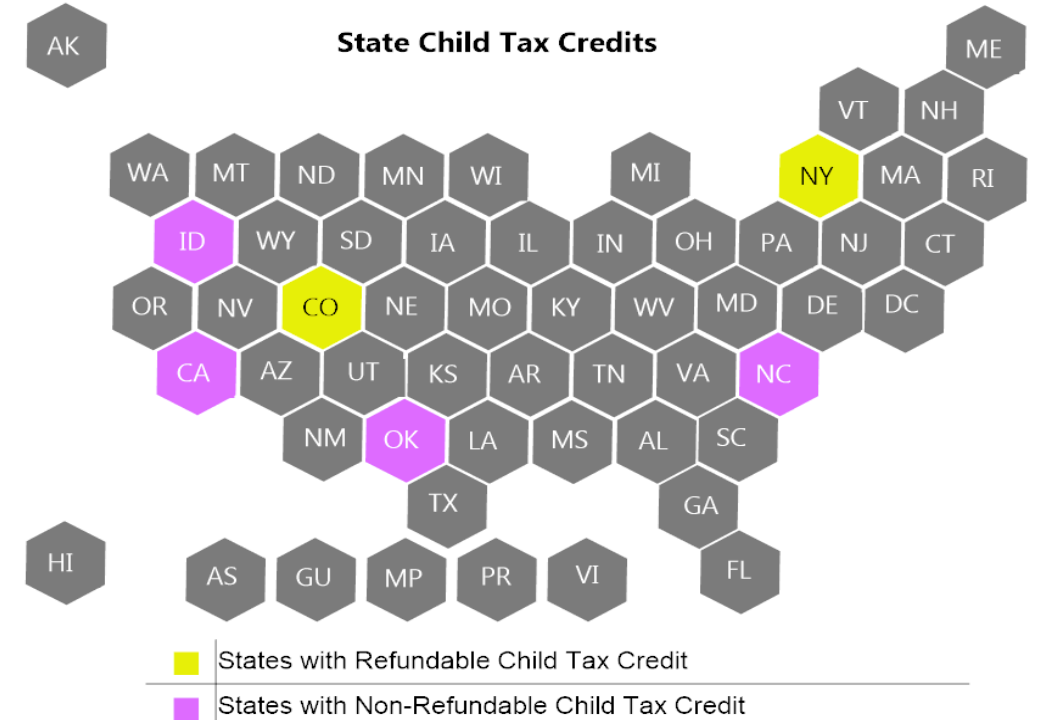 State Child Tax Credits
AK
ME
VT NH
WA MT ND MN WI MI NY MA RI
ID WY SD IA IL IN OH PA NJ CT
OR NV CO NE MO KY WV MD DE DC
CA AZ UT KS AR TN VA NC
NM OK LA MS AL SC
TX GA
HI AS GU MP PR VI FL
States with Refundable Child Tax Credit
States with Non-Refundable Child Tax Credit